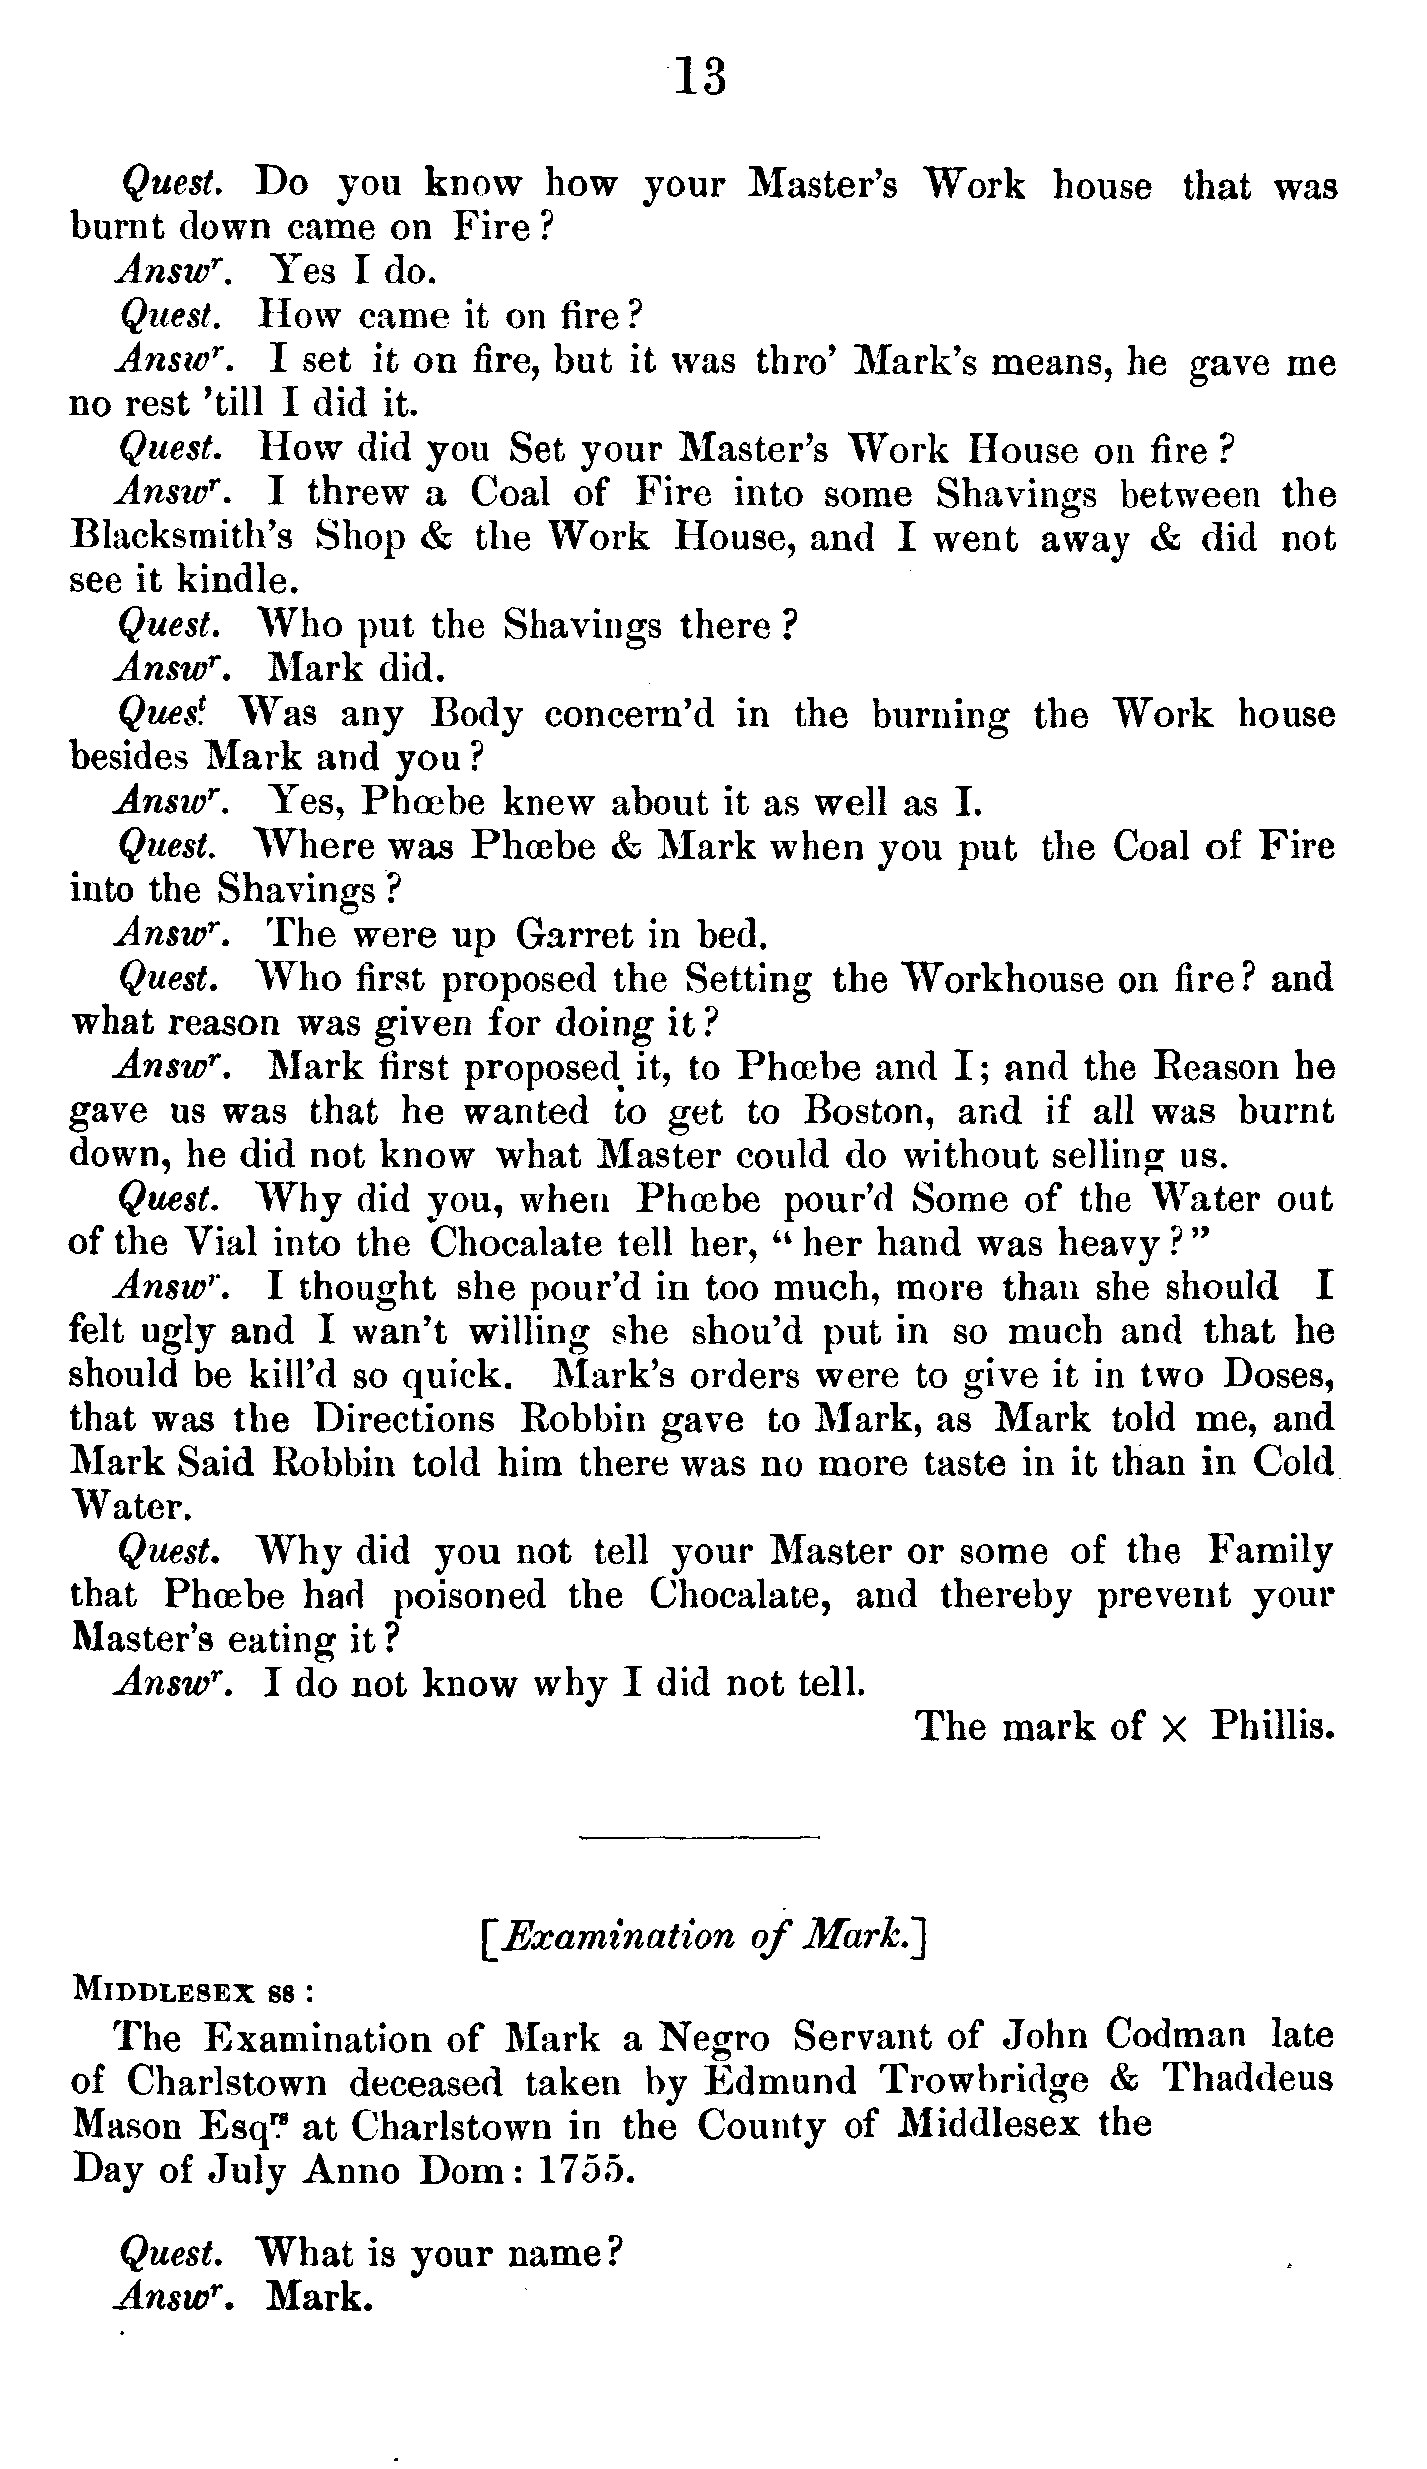 13
Quest. Do you know how your Master's Work house that was
burnt down came on Fire?
Answʳ. Yes I do.
Quest. How came it on fire?
Answʳ. I set it on fire, but it was thro' Mark's means, he gave me
no rest 'till I did it.
Quest. How did you Set your Master's Work House on fire?
Answʳ. I threw a Coal of Fire into some Shavings between the
Blacksmith's Shop & the Work House, and I went away & did not
see it kindle.
Quest. Who put the Shavings there?
Answʳ. Mark did.
Quesᵗ. Was any Body concern'd in the burning the Work house
besides Mark and you?
Answʳ. Yes, Phœbe knew about it as well as I.
Quest. Where was Phœbe & Mark when you put the Coal of Fire
into the Shavings?
Answʳ. The were up Garret in bed.
Quest. Who first proposed the Setting the Workhouse on fire? and
what reason was given for doing it?
Answʳ. Mark first proposed it, to Phœbe and I; and the Reason he
gave us was that he wanted to get to Boston, and if all was burnt
down, he did not know what Master could do without selling us.
Quest. Why did you, when Phœbe pour'd Some of the Water out
of the Vial into the Chocalate tell her, "her hand was heavy?"
Answʳ. I thought she pour'd in too much, more than she should I
felt ugly and I wan't willing she shou'd put in so much and that he
should be kill'd so quick. Mark's orders were to give it in two Doses,
that was the Directions Robbin gave to Mark, as Mark told me, and
Mark Said Robbin told him there was no more taste in it than in Cold
Water.
Quest. Why did you not tell your Master or some of the Family
that Phœbe had poisoned the Chocalate, and thereby prevent your
Master's eating it?
Answʳ. I do not know why I did not tell.
The mark of × Phillis.
[Examination of Mark.]
MIDDLESEX ss:
The Examination of Mark a Negro Servant of John Codman late
of Charlstown deceased taken by Edmund Trowbridge & Thaddeus
Mason Esqʳˢ. at Charlstown in the County of Middlesex the
Day of July Anno Dom: 1755.
Quest. What is your name?
Answʳ. Mark.